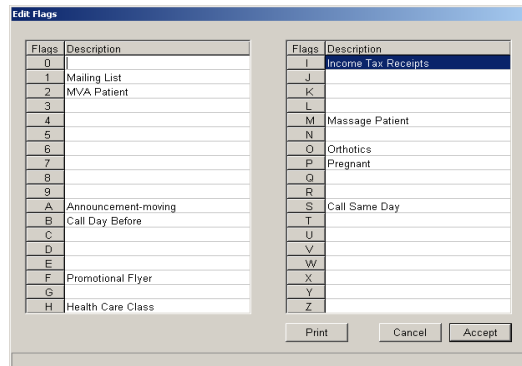 Edit Flags
Flags Description
0
1 Mailing List
2 MVA Patient
3
4
5
6
7
8
9
A Announcement-moving
B Call Day Before
C
D
E
F Promotional Flyer
G
H Health Care Class
Flags Description
I Income Tax Receipts
J
K
L
M Massage Patient
N
O Orthotics
P Pregnant
Q
R
S Call Same Day
T
U
V
W
X
Y
Z
Print Cancel Accept